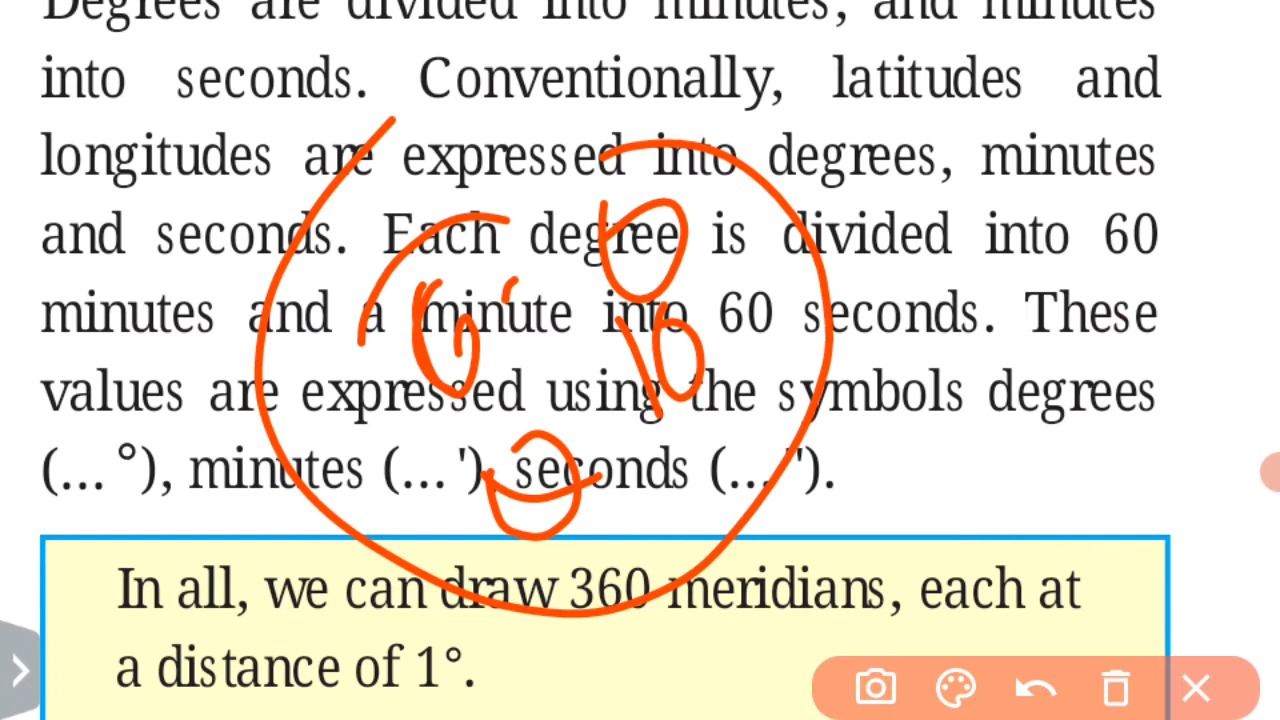 Degrees are divided into minutes, and minutes
into seconds. Conventionally, latitudes and
longitudes are expressed into degrees, minutes
and seconds. Each degree is divided into 60
minutes and a minute into 60 seconds. These
values are expressed using the symbols degrees
(... °), minutes (... '), seconds (... ").
In all, we can draw 360 meridians, each at
a distance of 1°.